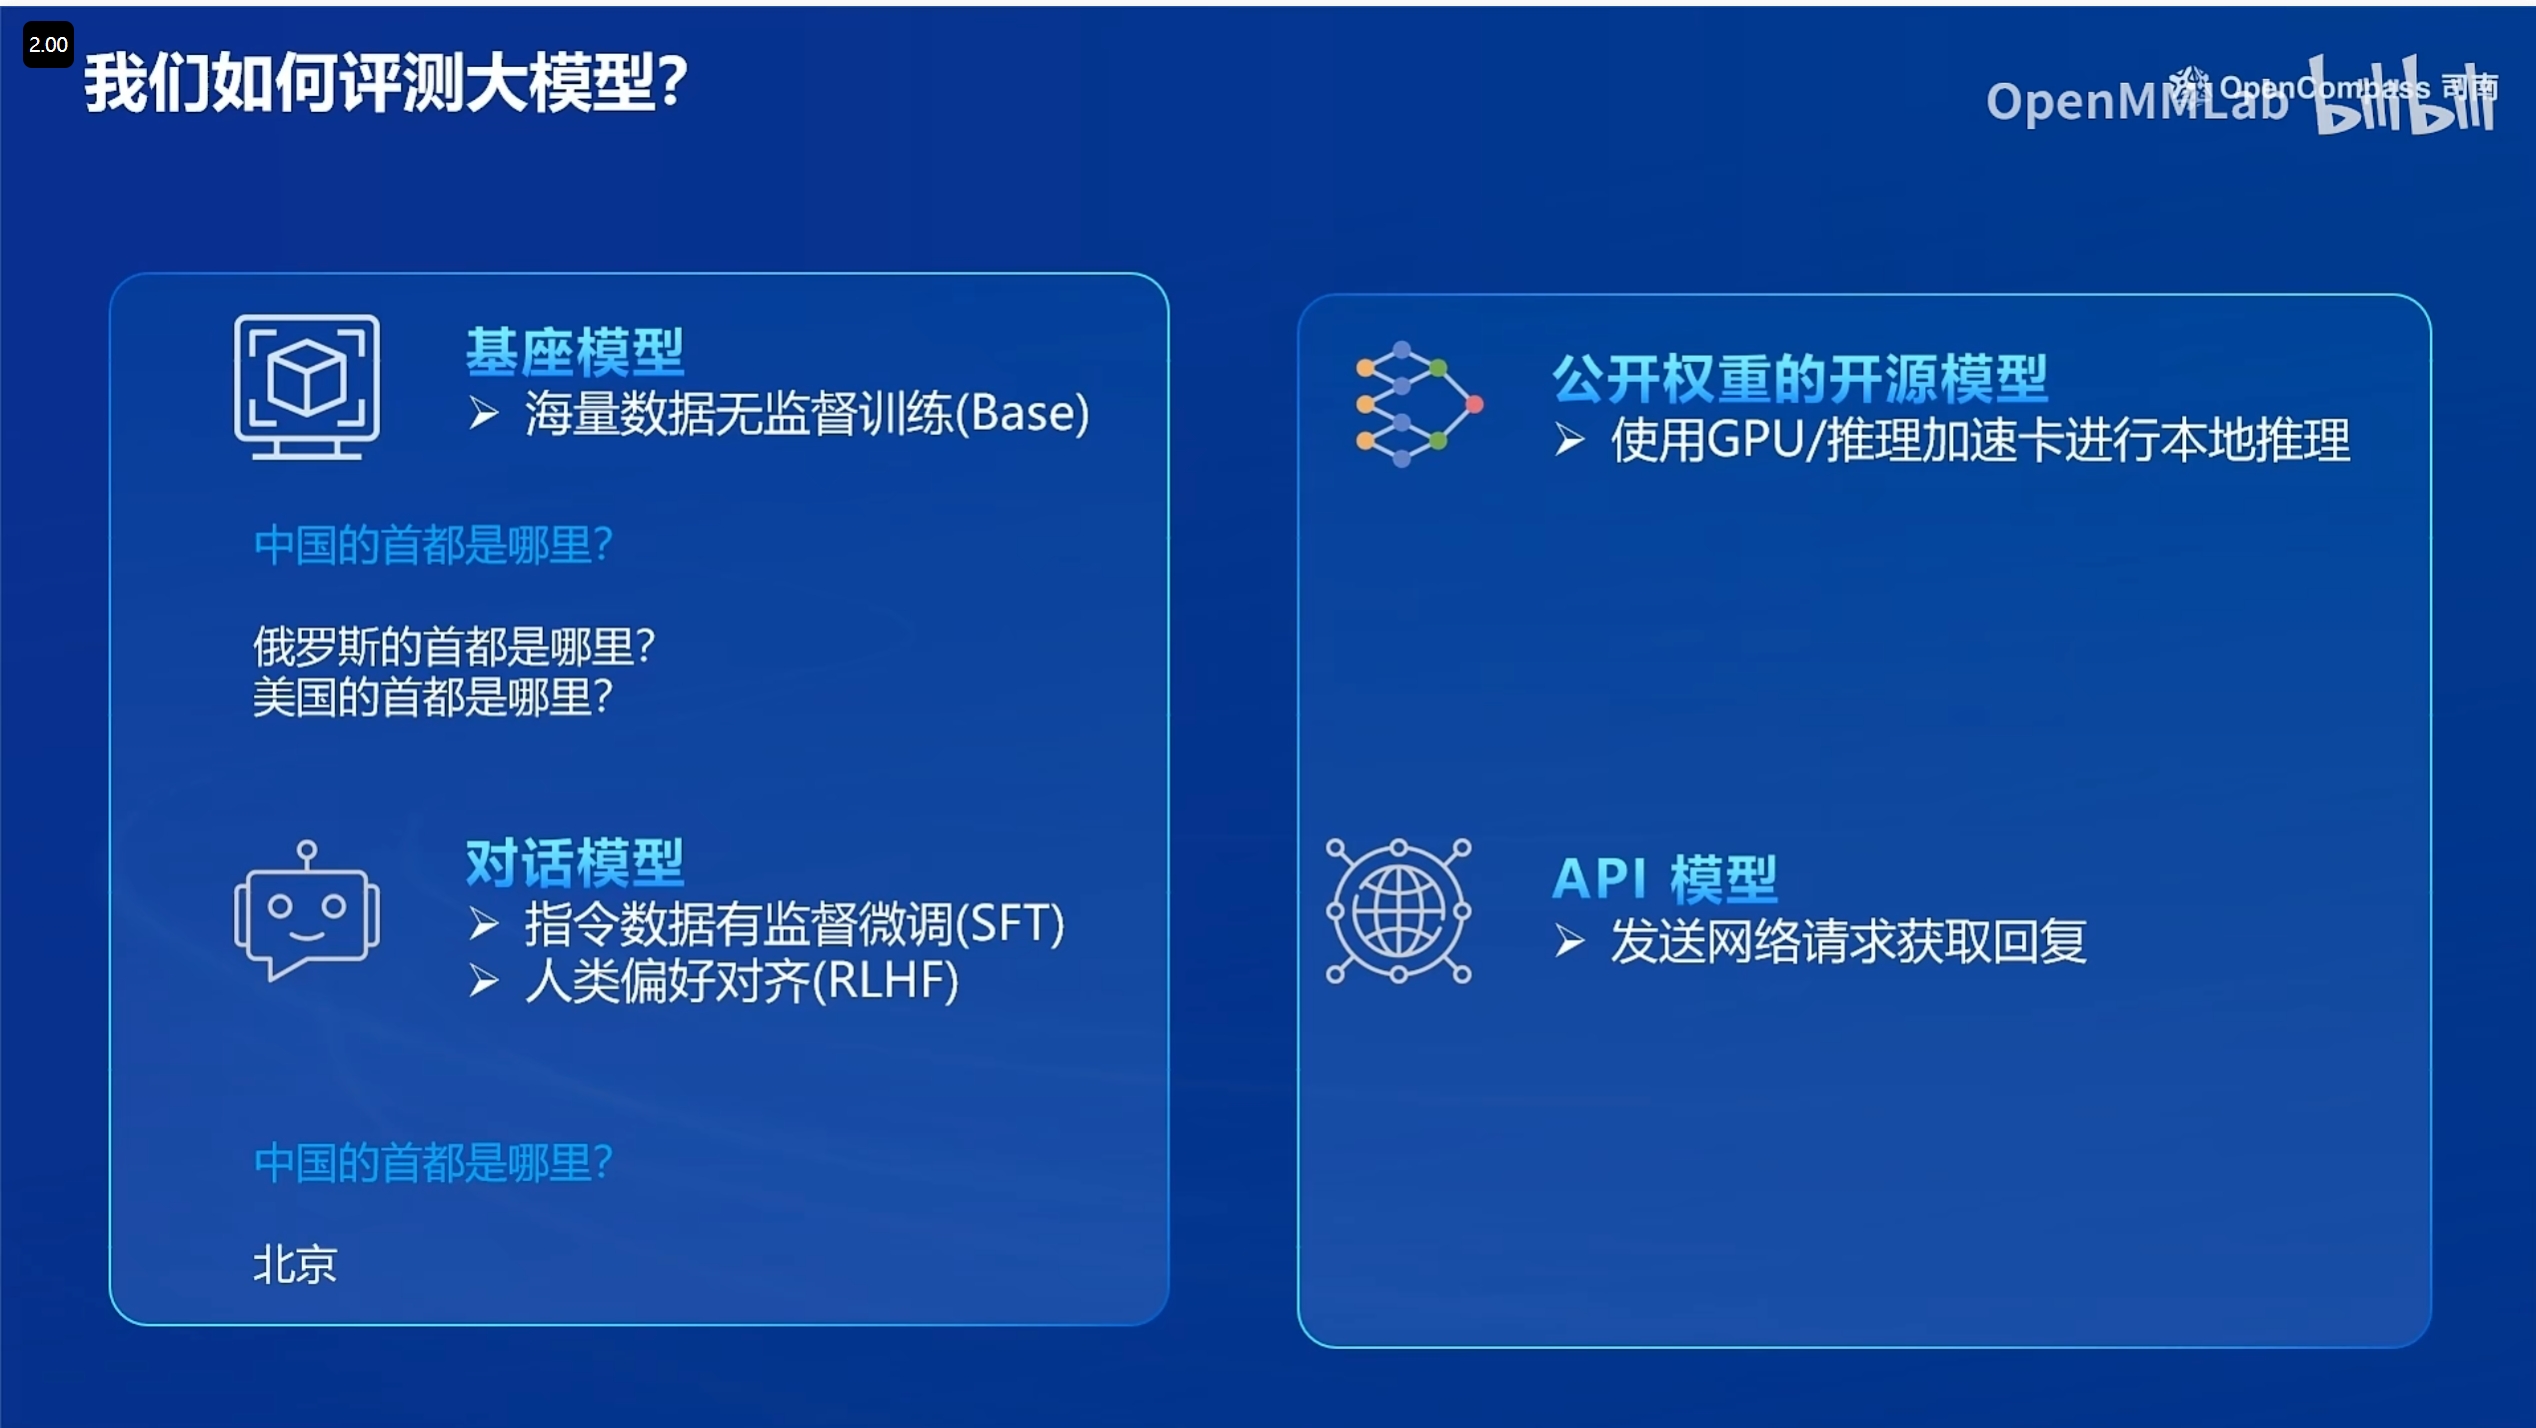 2.00
我们如何评测大模型?
OpenMMLab
OpenCompass 司南
bilibili
基座模型
➢ 海量数据无监督训练(Base)
中国的首都是哪里?
俄罗斯的首都是哪里?
美国的首都是哪里?
对话模型
➢ 指令数据有监督微调(SFT)
➢ 人类偏好对齐(RLHF)
中国的首都是哪里?
北京
公开权重的开源模型
➢ 使用GPU/推理加速卡进行本地推理
API 模型
➢ 发送网络请求获取回复